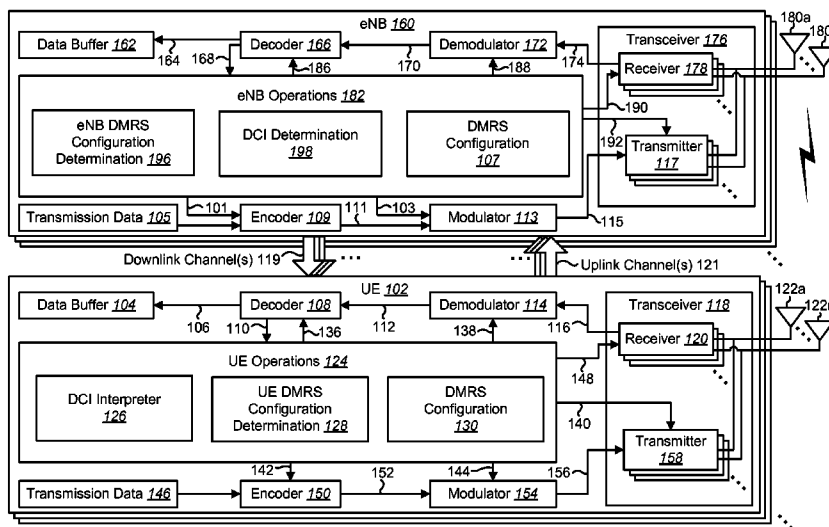 eNB 160
180a
180
Data Buffer 162
164
168
Decoder 166
186
170
Demodulator 172
188
174
Transceiver 176
Receiver 178
eNB Operations 182
190
192
eNB DMRS
Configuration
Determination 196
DCI Determination
198
DMRS
Configuration
107
Transmitter
117
101
103
Transmission Data 105
Encoder 109
111
Modulator 113
115
Downlink Channel(s) 119
Uplink Channel(s) 121
UE 102
122a
122
Data Buffer 104
106
Decoder 108
110
136
112
Demodulator 114
138
116
Transceiver 118
Receiver
120
UE Operations 124
148
DCI Interpreter
126
UE DMRS
Configuration
Determination 128
DMRS
Configuration
130
140
Transmitter
158
142
144
156
Transmission Data 146
Encoder 150
152
Modulator 154